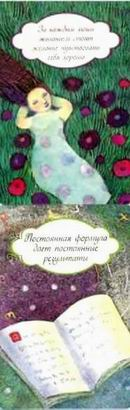 За каждым моим
желанием стоит
желание чувствовать
себя хорошо
Постоянная формула
дает постоянные
результаты